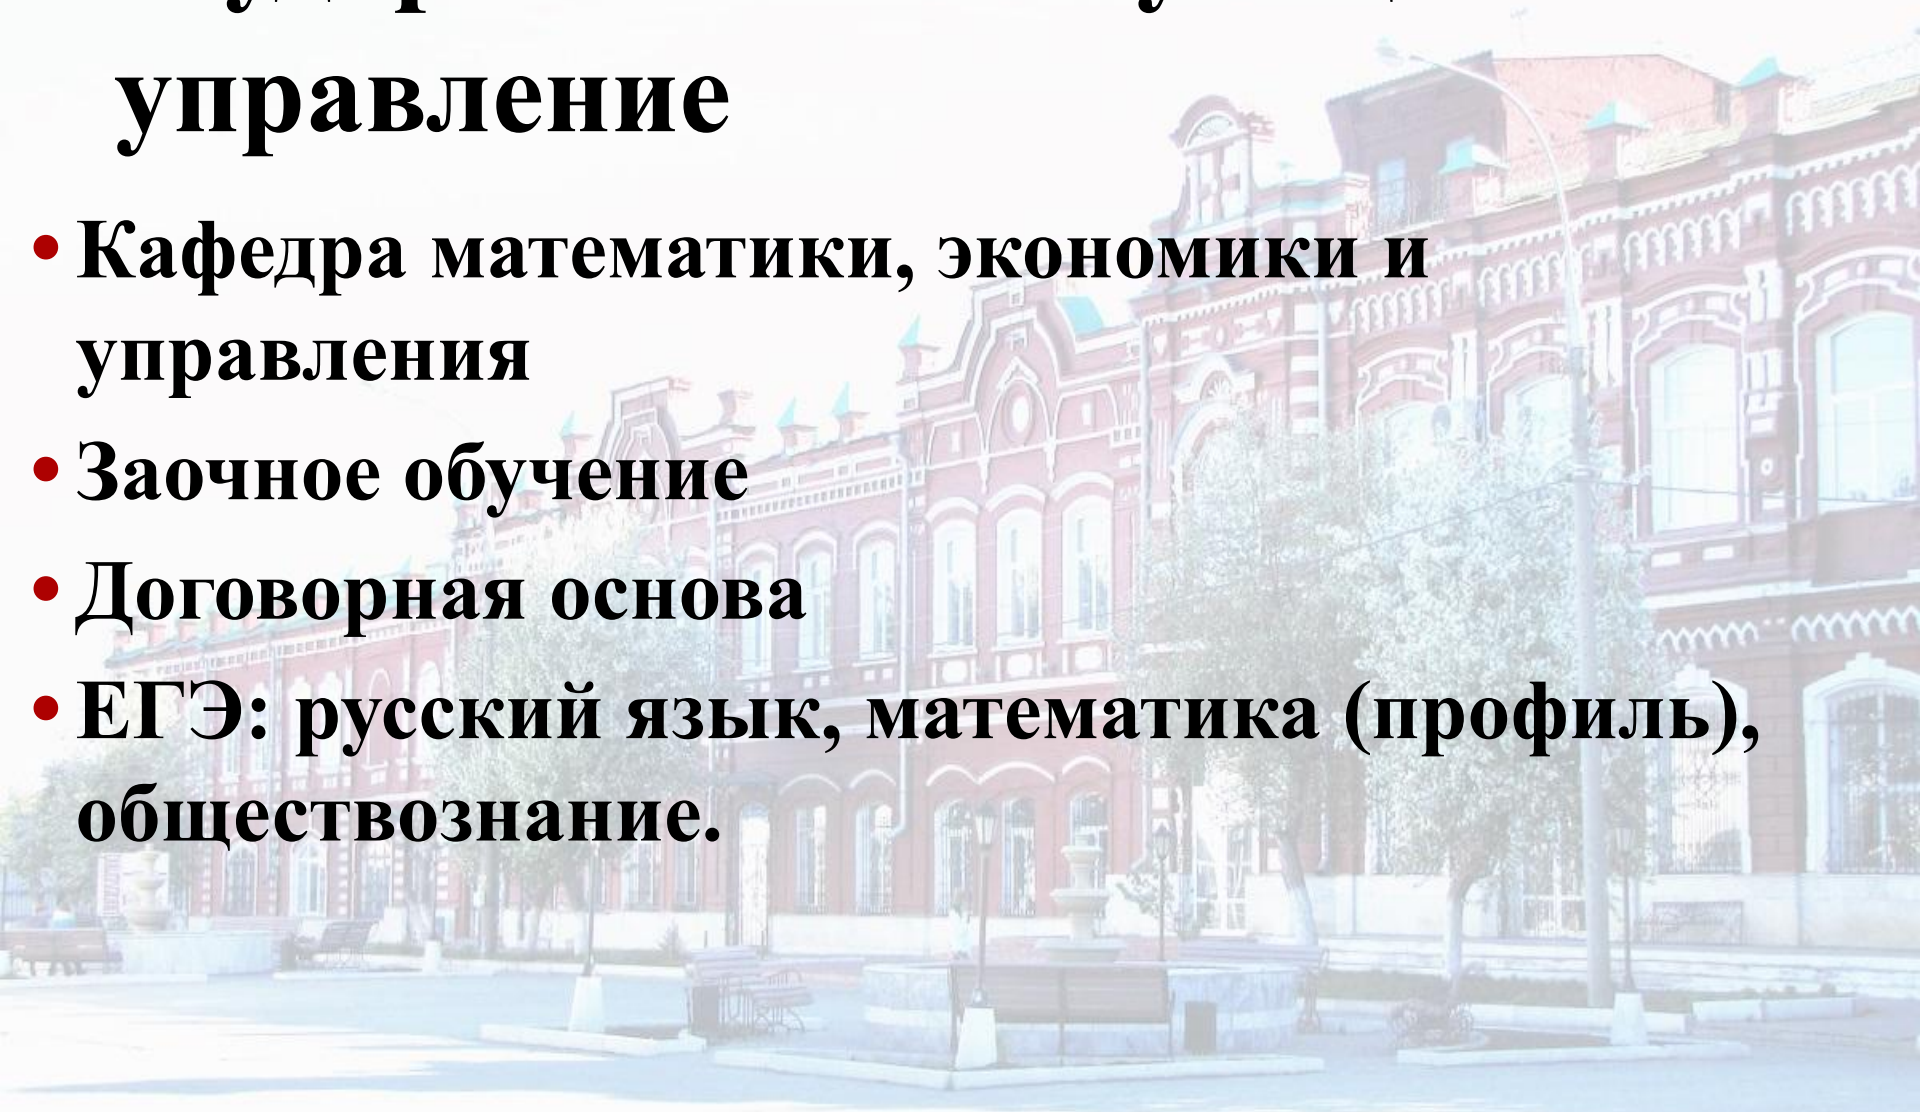 управление
Кафедра математики, экономики и
управления
Заочное обучение
Договорная основа
ЕГЭ: русский язык, математика (профиль),
обществознание.